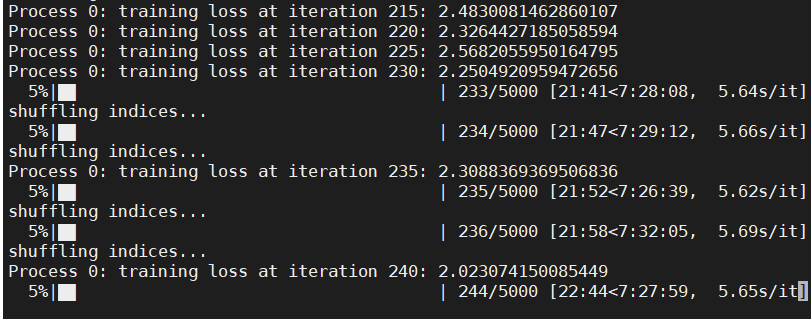 Process 0: training loss at iteration 215: 2.4830081462860107
Process 0: training loss at iteration 220: 2.3264427185058594
Process 0: training loss at iteration 225: 2.5682055950164795
Process 0: training loss at iteration 230: 2.2504920959472656
5%|██ | 233/5000 [21:41<7:28:08, 5.64s/it]
shuffling indices...
5%|██ | 234/5000 [21:47<7:29:12, 5.66s/it]
shuffling indices...
Process 0: training loss at iteration 235: 2.3088369369506836
5%|██ | 235/5000 [21:52<7:26:39, 5.62s/it]
shuffling indices...
5%|██ | 236/5000 [21:58<7:32:05, 5.69s/it]
shuffling indices...
Process 0: training loss at iteration 240: 2.023074150085449
5%|██ | 244/5000 [22:44<7:27:59, 5.65s/it]